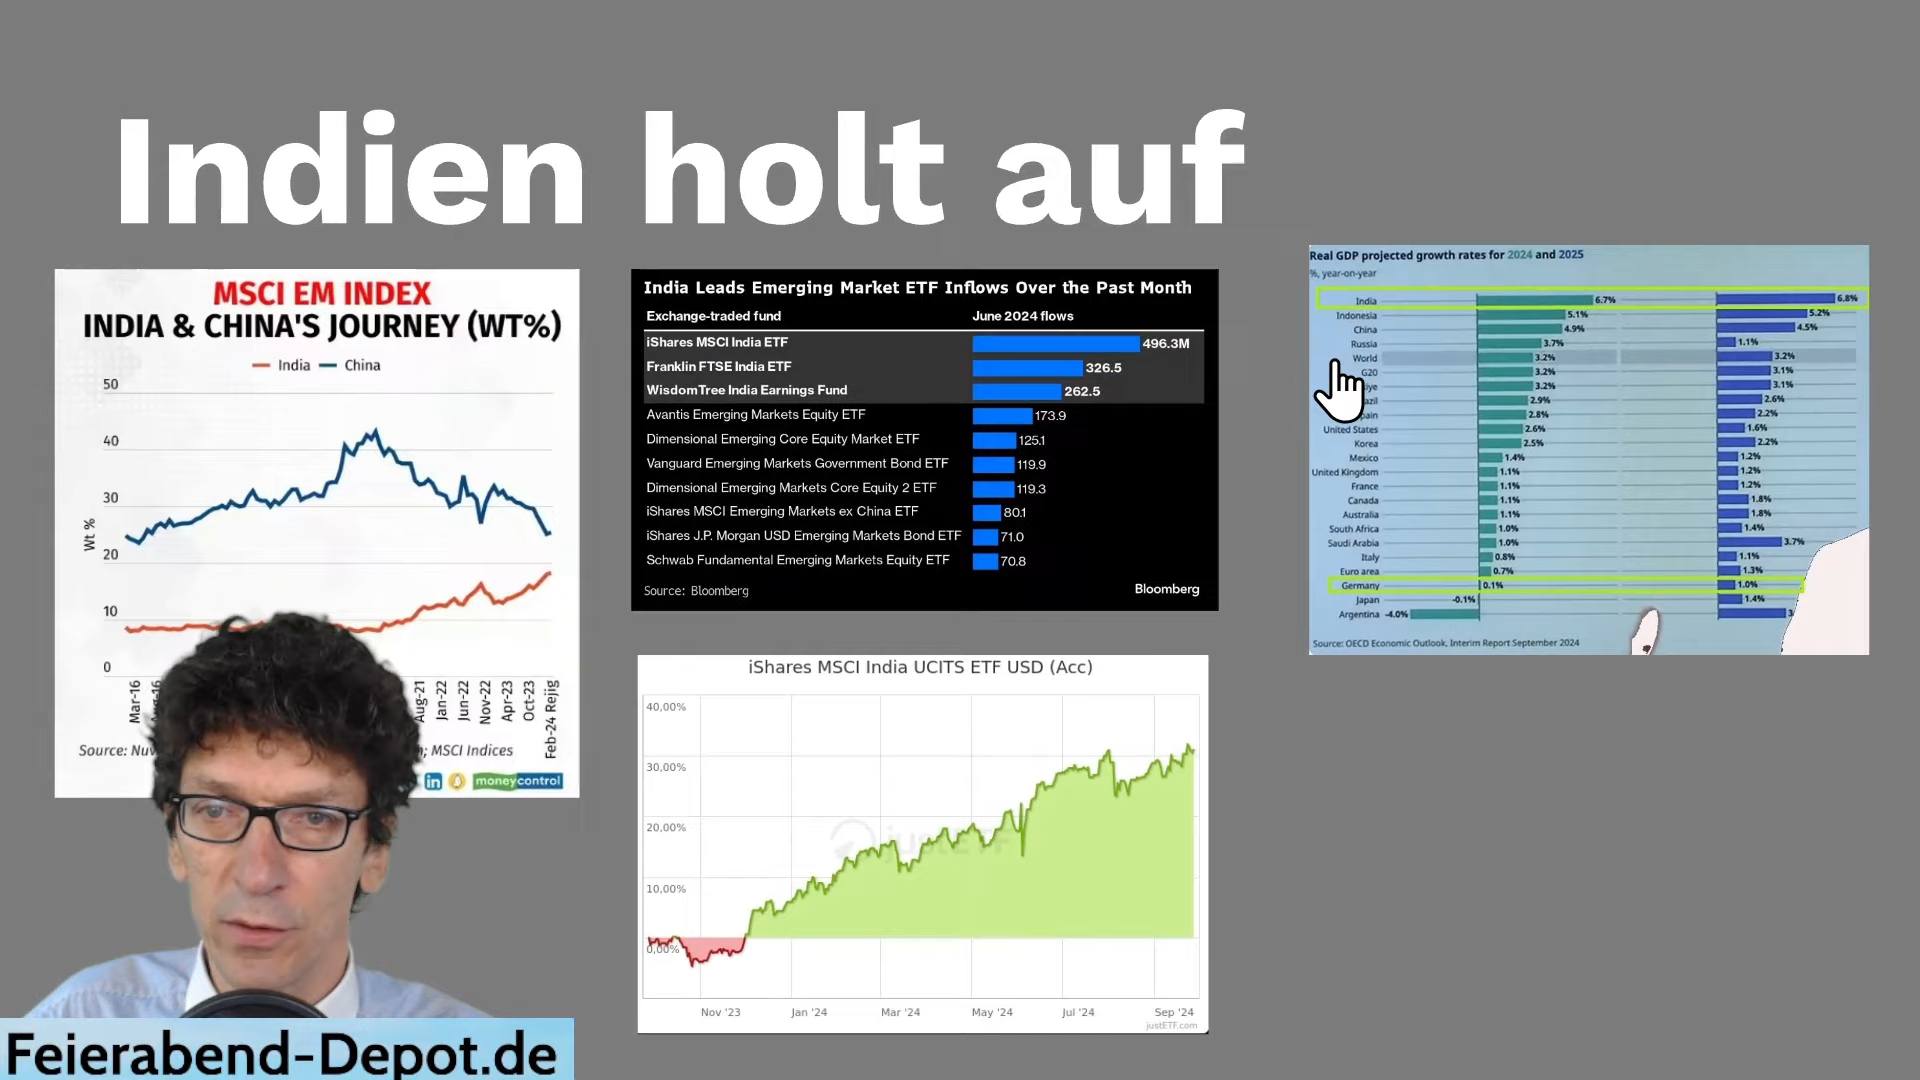 Indien holt auf
MSCI EM INDEX
INDIA & CHINA'S JOURNEY (WT%)
India China
50
40
30
20
10
0
Wt %
Mar-16
Aug-21
Jan-22
Jun-22
Nov-22
Apr-23
Oct-23
Feb-24 Rejig
Source: Nuv
; MSCI Indices
in
moneycontrol
India Leads Emerging Market ETF Inflows Over the Past Month
Exchange-traded fund June 2024 flows
iShares MSCI India ETF 496.3M
Franklin FTSE India ETF 326.5
WisdomTree India Earnings Fund 262.5
Avantis Emerging Markets Equity ETF 173.9
Dimensional Emerging Core Equity Market ETF 125.1
Vanguard Emerging Markets Government Bond ETF 119.9
Dimensional Emerging Markets Core Equity 2 ETF 119.3
iShares MSCI Emerging Markets ex China ETF 80.1
iShares J.P. Morgan USD Emerging Markets Bond ETF 71.0
Schwab Fundamental Emerging Markets Equity ETF 70.8
Source: Bloomberg Bloomberg
iShares MSCI India UCITS ETF USD (Acc)
40,00%
30,00%
20,00%
10,00%
0,00%
justETF
Nov '23 Jan '24 Mar '24 May '24 Jul '24 Sep '24
justETF.com
Real GDP projected growth rates for 2024 and 2025
%, year-on-year
India 6.7% 6.8%
Indonesia 5.1% 5.2%
China 4.9% 4.5%
Russia 3.7% 1.1%
World 3.2% 3.2%
G20 3.2% 3.1%
iye 3.2% 3.1%
azil 2.9% 2.6%
pain 2.8% 2.2%
United States 2.6% 1.6%
Korea 2.5% 2.2%
Mexico 1.4% 1.2%
United Kingdom 1.1% 1.2%
France 1.1% 1.2%
Canada 1.1% 1.8%
Australia 1.1% 1.8%
South Africa 1.0% 1.4%
Saudi Arabia 1.0% 3.7%
Italy 0.8% 1.1%
Euro area 0.7% 1.3%
Germany 0.1% 1.0%
Japan -0.1% 1.4%
Argentina -4.0% 3
Source: OECD Economic Outlook, Interim Report September 2024
Feierabend-Depot.de